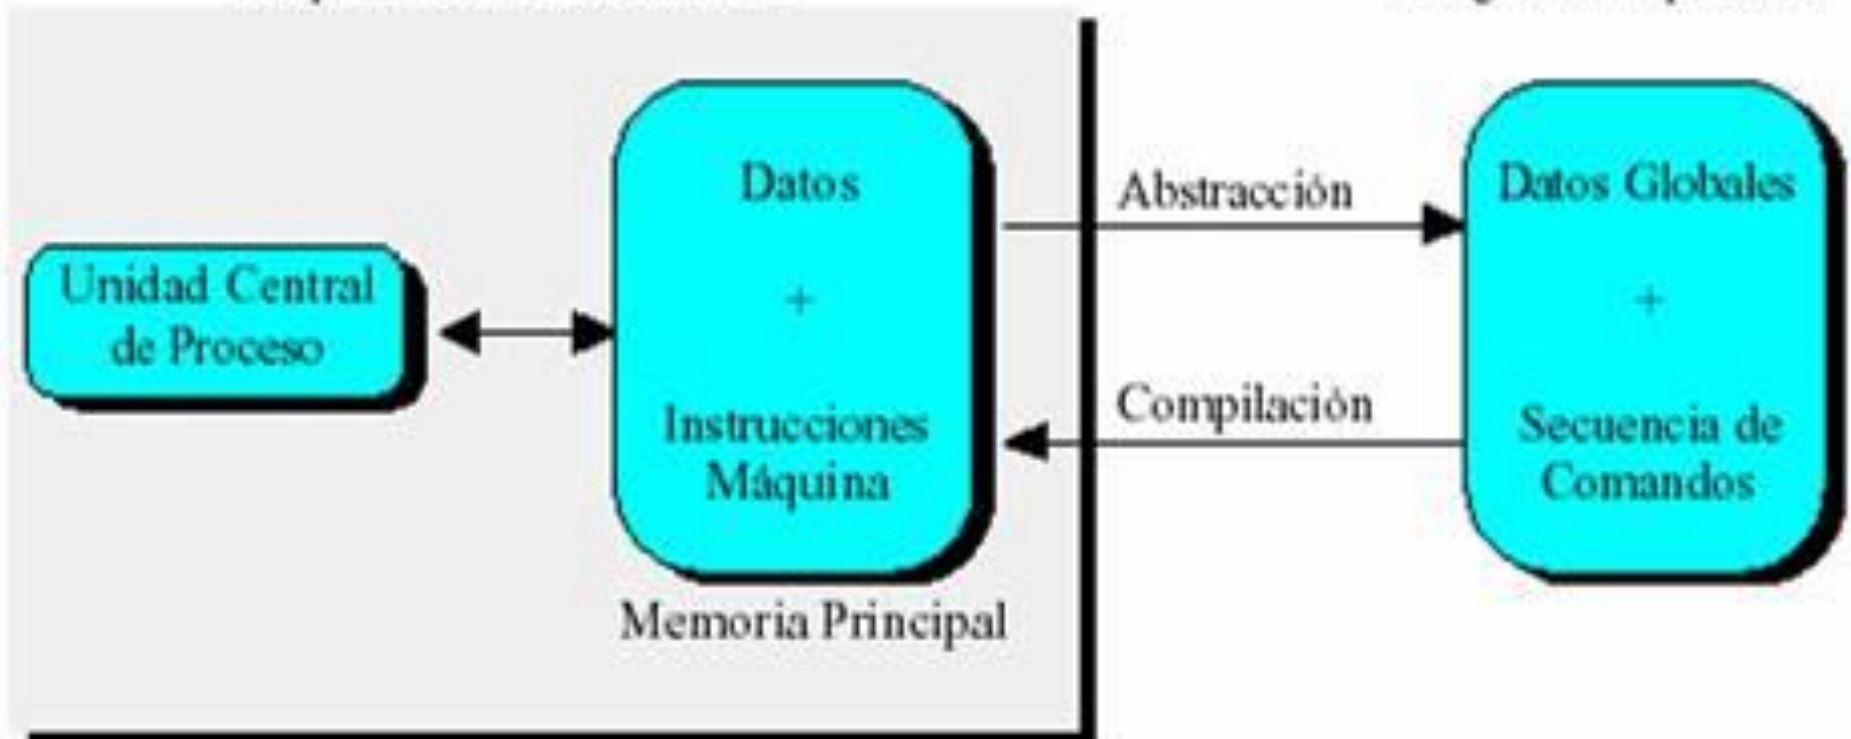 Unidad Central
de Proceso
Datos
+
Instrucciones
Máquina
Memoria Principal
Abstracción
Compilación
Datos Globales
+
Secuencia de
Comandos